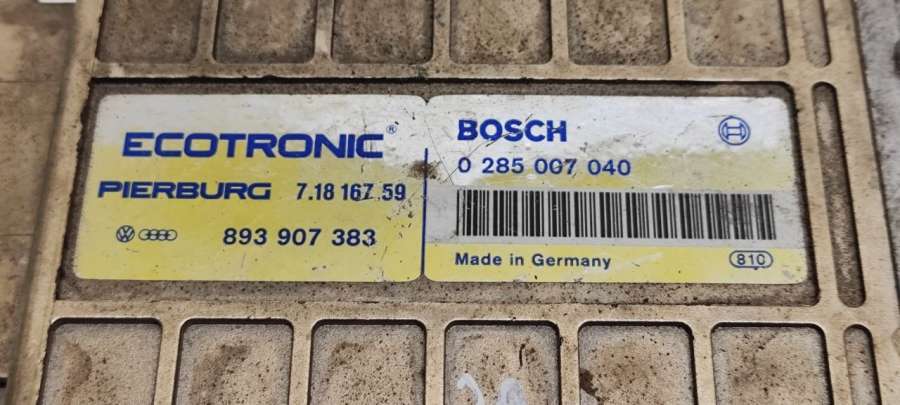 ECOTRONIC®
PIERBURG 7.18 167.59
893 907 383
BOSCH
0 285 007 040
Made in Germany 810